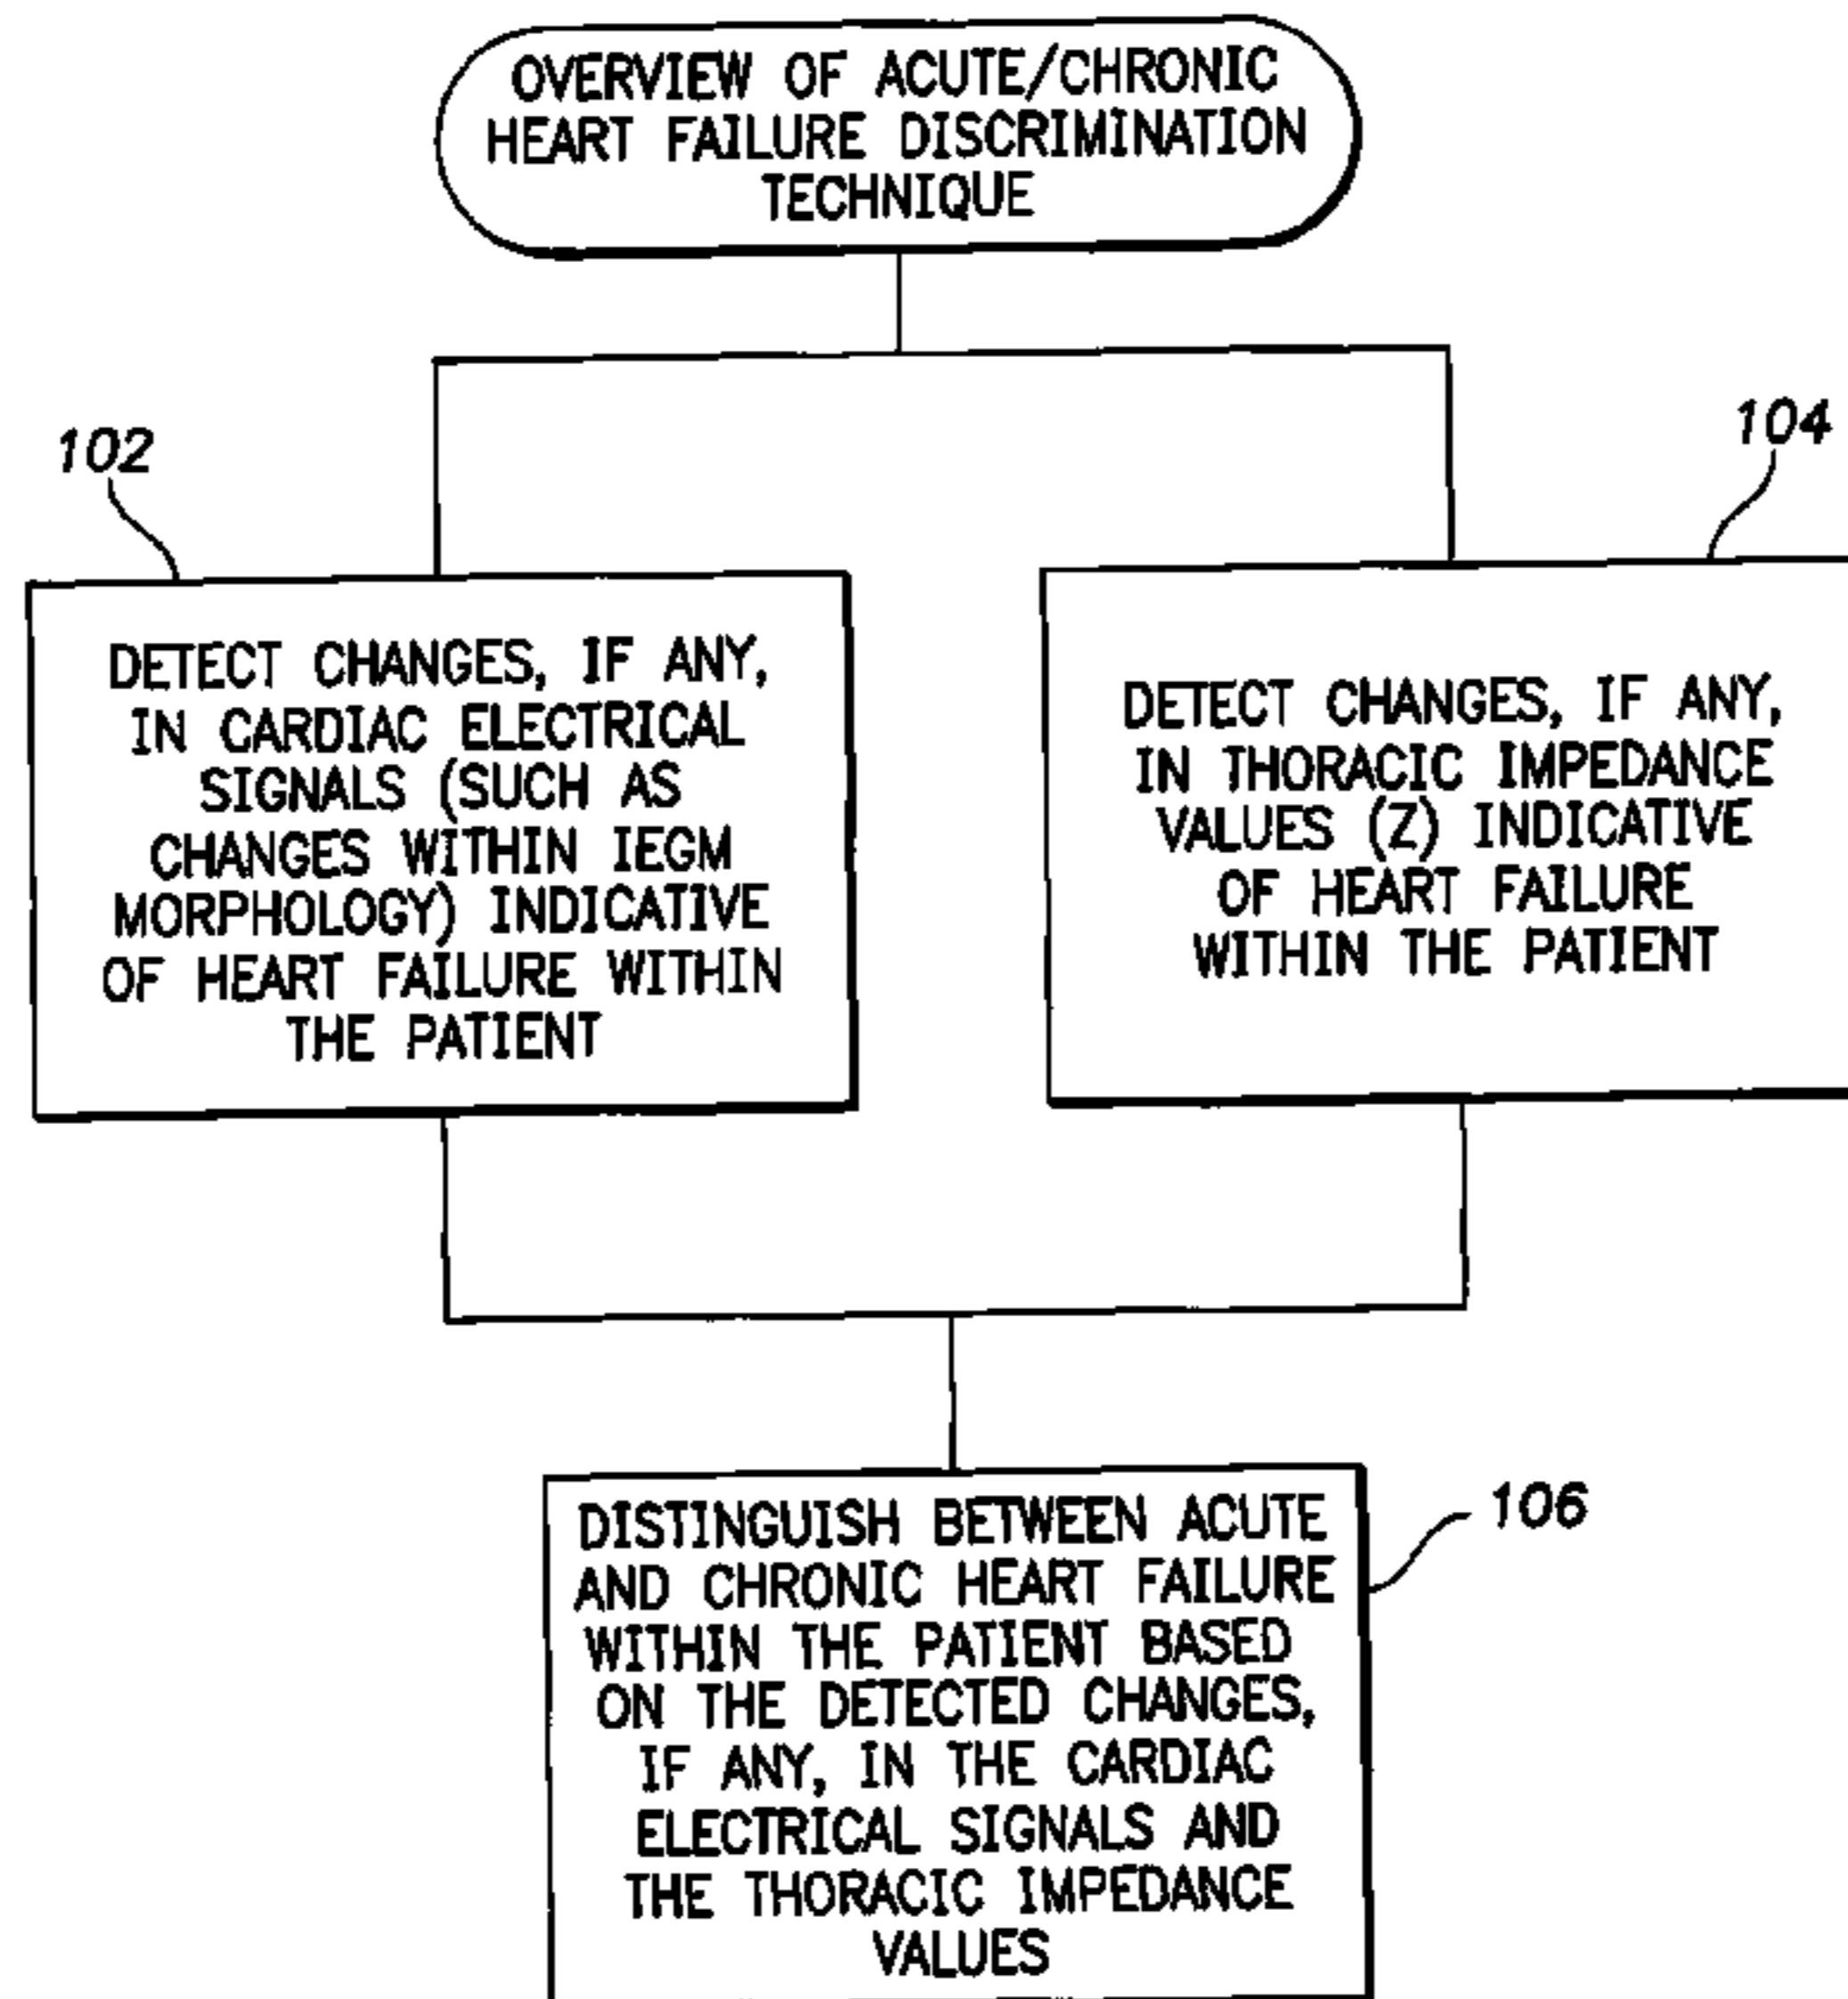 OVERVIEW OF ACUTE/CHRONIC
HEART FAILURE DISCRIMINATION
TECHNIQUE
102
DETECT CHANGES, IF ANY,
IN CARDIAC ELECTRICAL
SIGNALS (SUCH AS
CHANGES WITHIN IEGM
MORPHOLOGY) INDICATIVE
OF HEART FAILURE WITHIN
THE PATIENT
104
DETECT CHANGES, IF ANY,
IN THORACIC IMPEDANCE
VALUES (Z) INDICATIVE
OF HEART FAILURE
WITHIN THE PATIENT
106
DISTINGUISH BETWEEN ACUTE
AND CHRONIC HEART FAILURE
WITHIN THE PATIENT BASED
ON THE DETECTED CHANGES,
IF ANY, IN THE CARDIAC
ELECTRICAL SIGNALS AND
THE THORACIC IMPEDANCE
VALUES